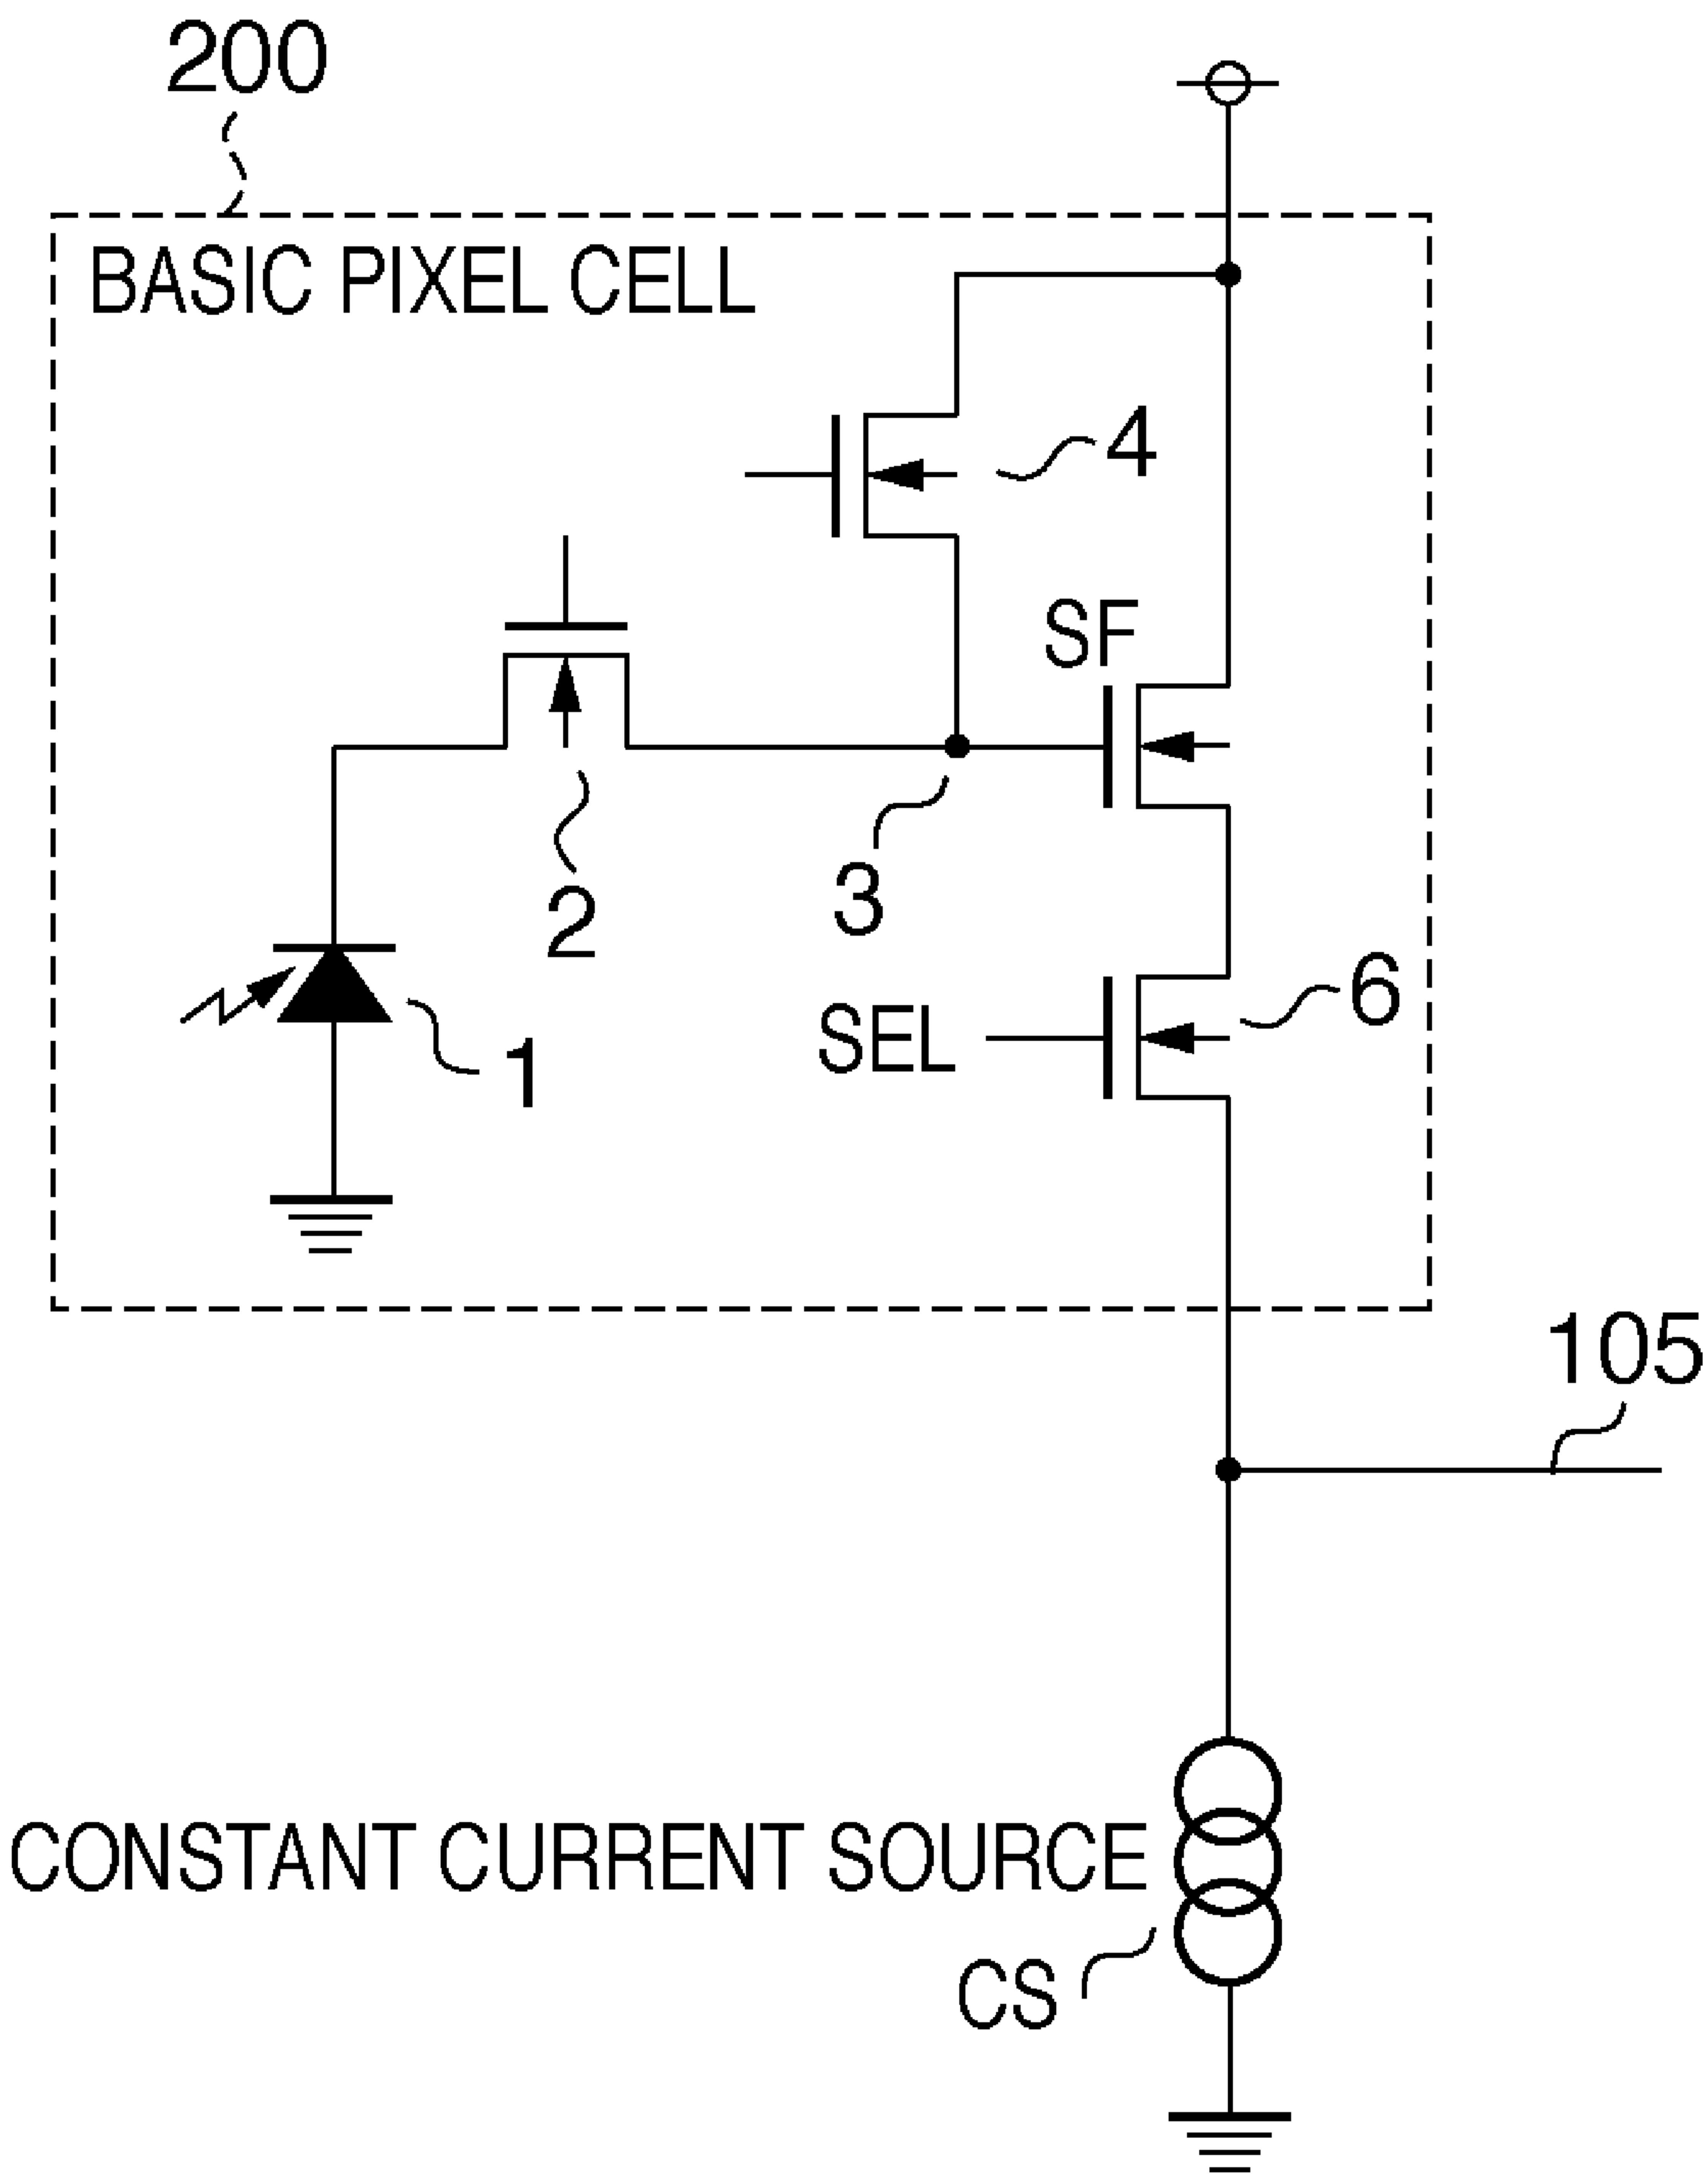 200
BASIC PIXEL CELL
4
SF
2
3
6
SEL
1
105
CONSTANT CURRENT SOURCE
CS